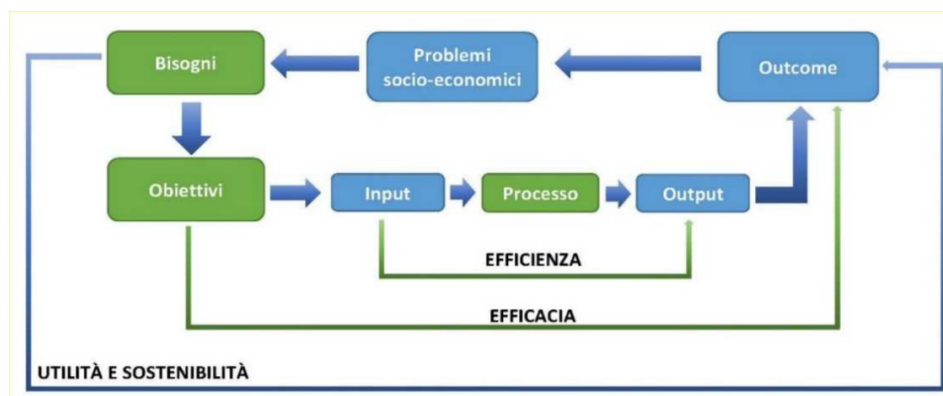 Bisogni
Problemi
socio-economici
Outcome
Obiettivi
Input
Processo
Output
EFFICIENZA
EFFICACIA
UTILITÀ E SOSTENIBILITÀ